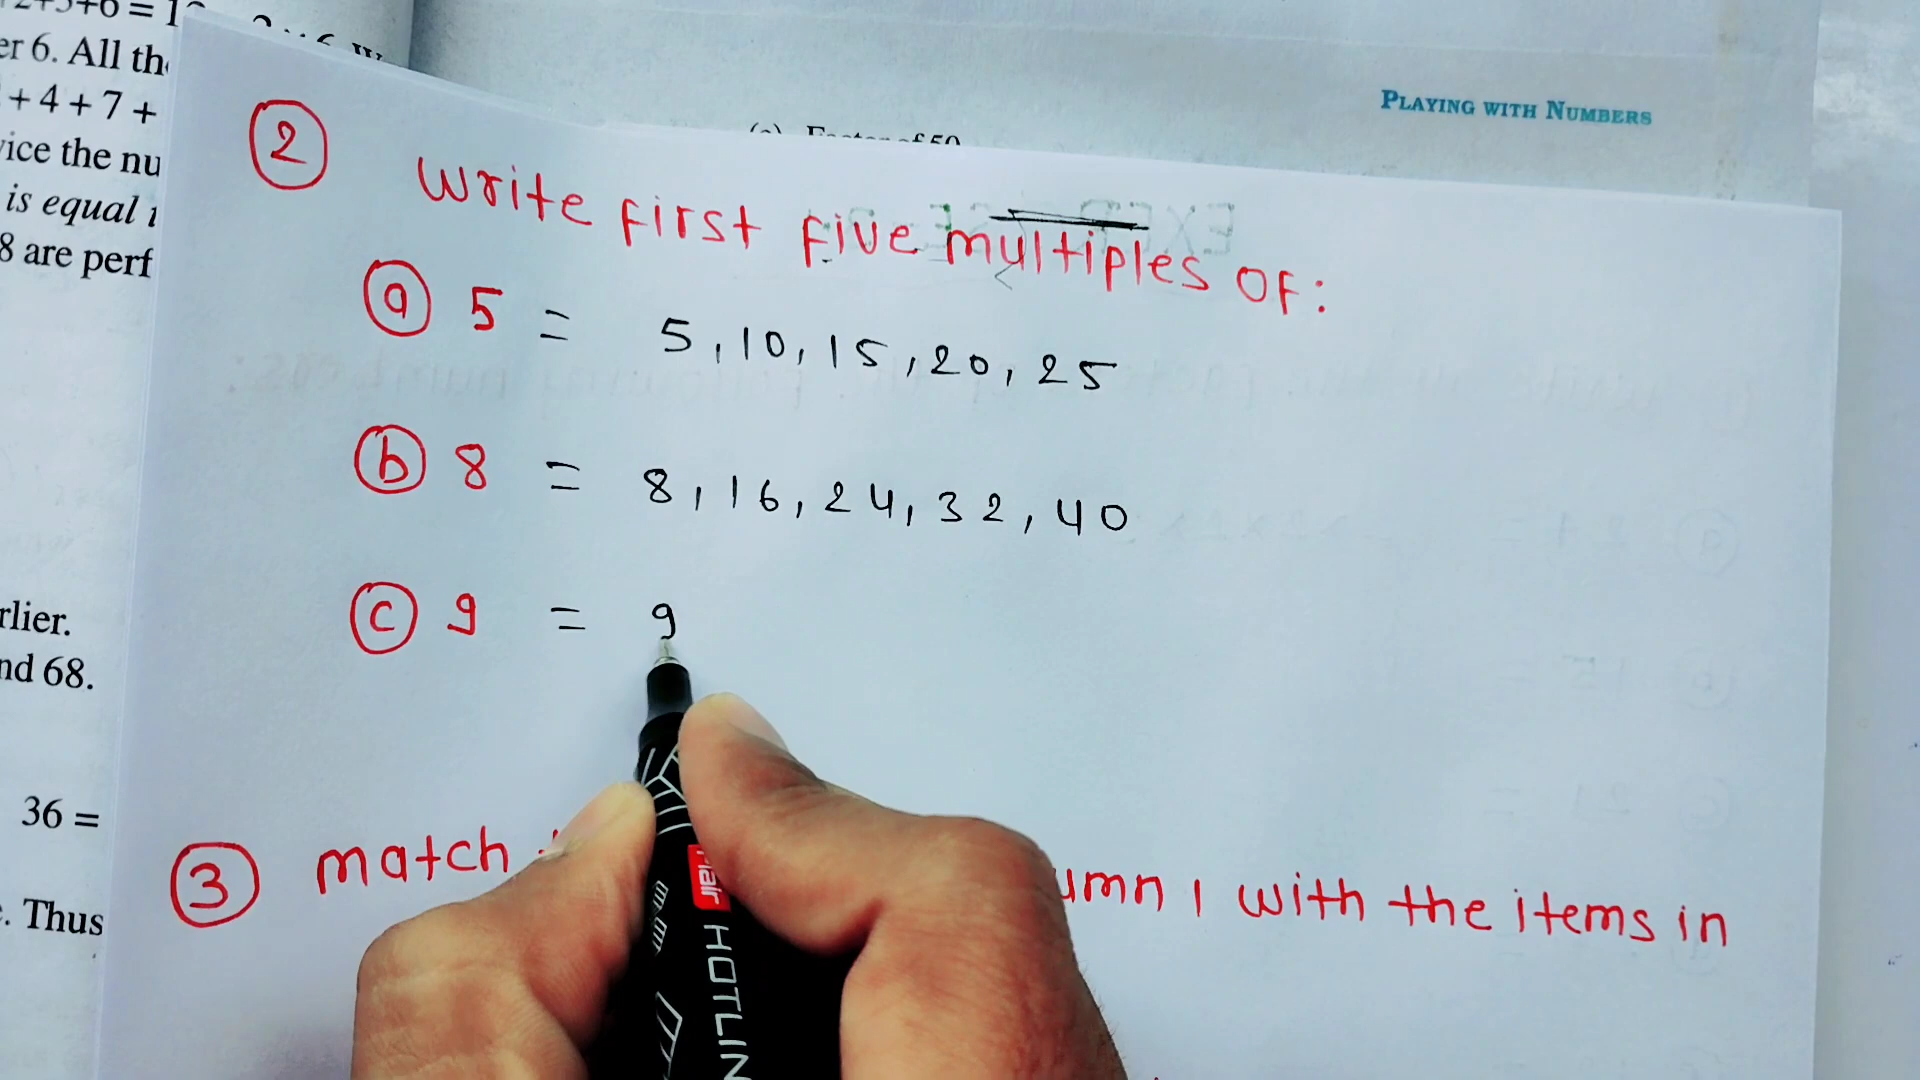 er 6. All
+ 4 + 7 +
the nu
is equal
8 are perf
rlier.
nd 68.
36 =
. Thus
PLAYING WITH NUMBERS
② Write first five multiples of:
ⓐ 5 = 5, 10, 15, 20, 25
ⓑ 8 = 8, 16, 24, 32, 40
ⓒ 9 = 9
③ match
umn 1 with the items in
flair HOTLIN